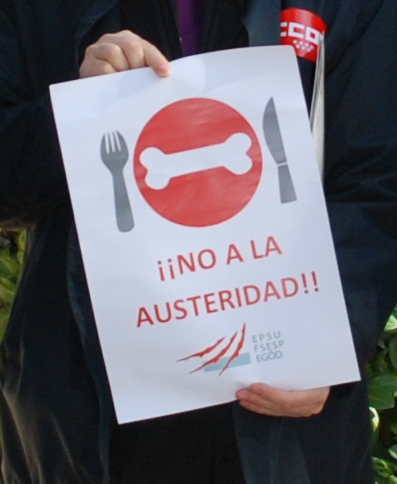 CCOO
¡¡NO A LA
AUSTERIDAD!!
EPSU
FSESP
EGÖD